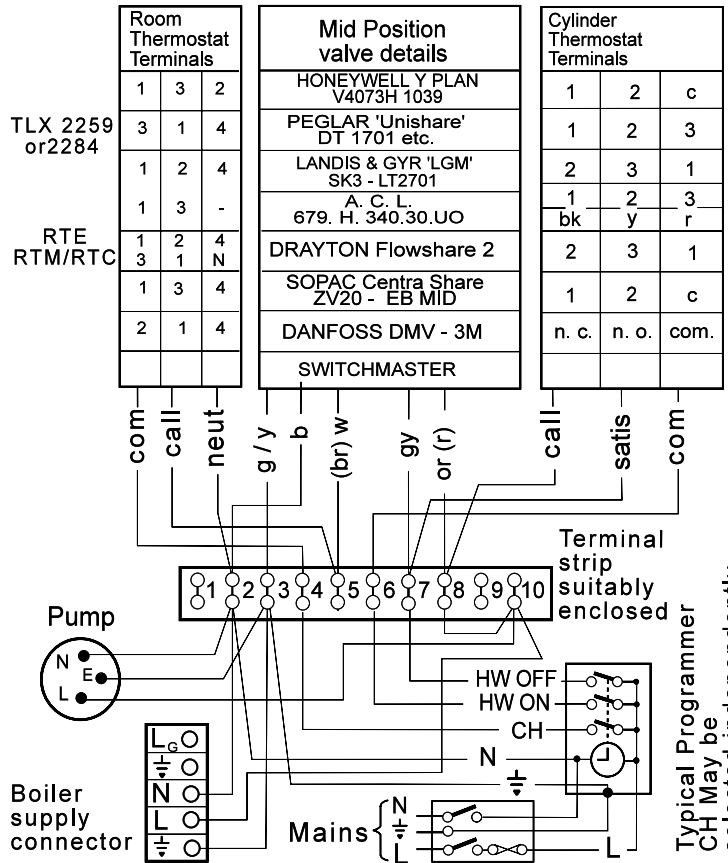 Room
Thermostat
Terminals
1 3 2
TLX 2259
or2284
3 1 4
1 2 4
1 3 -
RTE
RTM/RTC
1 2 4
3 1 N
1 3 4
2 1 4
Mid Position
valve details
HONEYWELL Y PLAN
V4073H 1039
PEGLAR 'Unishare'
DT 1701 etc.
LANDIS & GYR 'LGM'
SK3 - LT2701
A. C. L.
679. H. 340.30.UO
DRAYTON Flowshare 2
SOPAC Centra Share
ZV20 - EB MID
DANFOSS DMV - 3M
SWITCHMASTER
Cylinder
Thermostat
Terminals
1 2 c
1 2 3
2 3 1
1 2 3
bk y r
2 3 1
1 2 c
n. c. n. o. com.
com
call
neut
g / y
b
(br) w
gy
or (r)
call
satis
com
1 2 3 4 5 6 7 8 9 10
Terminal
strip
suitably
enclosed
Pump
N
E
L
HW OFF
HW ON
CH
N
Typical Programmer
CH May be
LG
N
L
Boiler
supply
connector
Mains
N
L
L